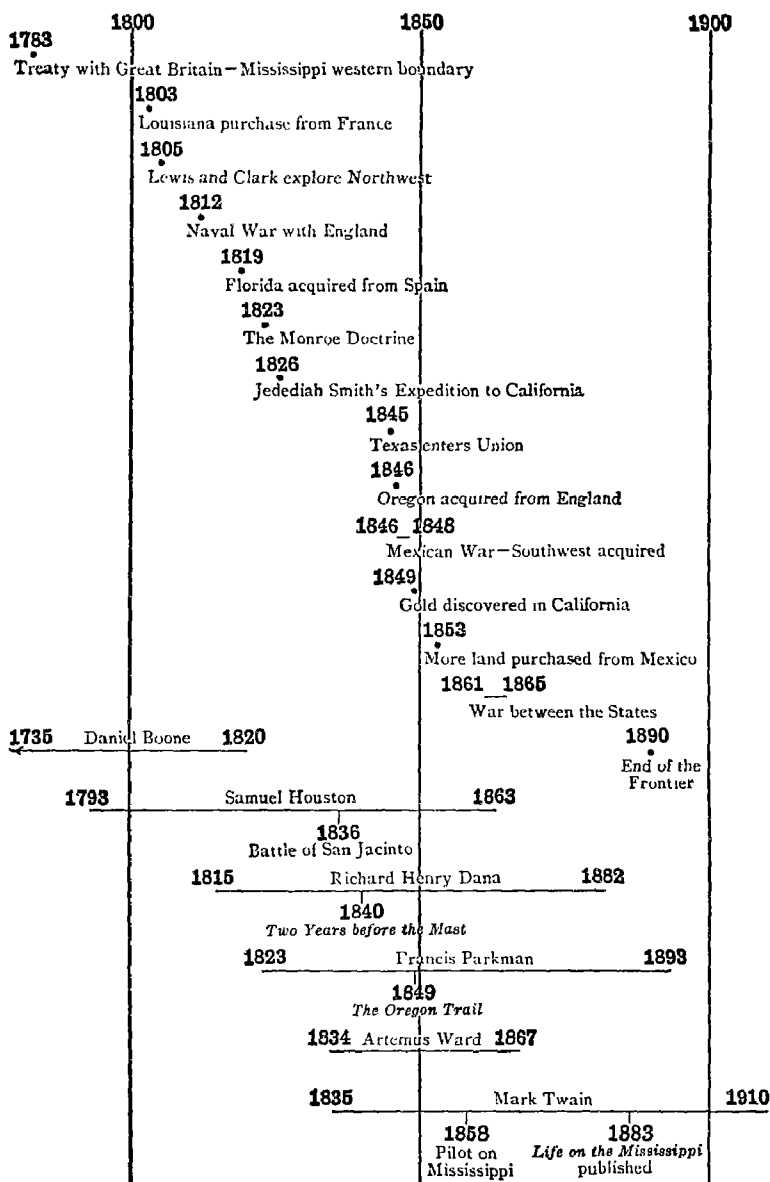 1800 1850 1900
1783
Treaty with Great Britain—Mississippi western boundary
1803
Louisiana purchase from France
1805
Lewis and Clark explore Northwest
1812
Naval War with England
1819
Florida acquired from Spain
1823
The Monroe Doctrine
1826
Jedediah Smith's Expedition to California
1845
Texas enters Union
1846
Oregon acquired from England
1846_1848
Mexican War—Southwest acquired
1849
Gold discovered in California
1853
More land purchased from Mexico
1861_1865
War between the States
1890
End of the
Frontier
1735 Daniel Boone 1820
1793 Samuel Houston 1863
1836
Battle of San Jacinto
1815 Richard Henry Dana 1882
1840
Two Years before the Mast
1823 Francis Parkman 1893
1849
The Oregon Trail
1834 Artemus Ward 1867
1835 Mark Twain 1910
1858
Pilot on
Mississippi
1883
Life on the Mississippi
published